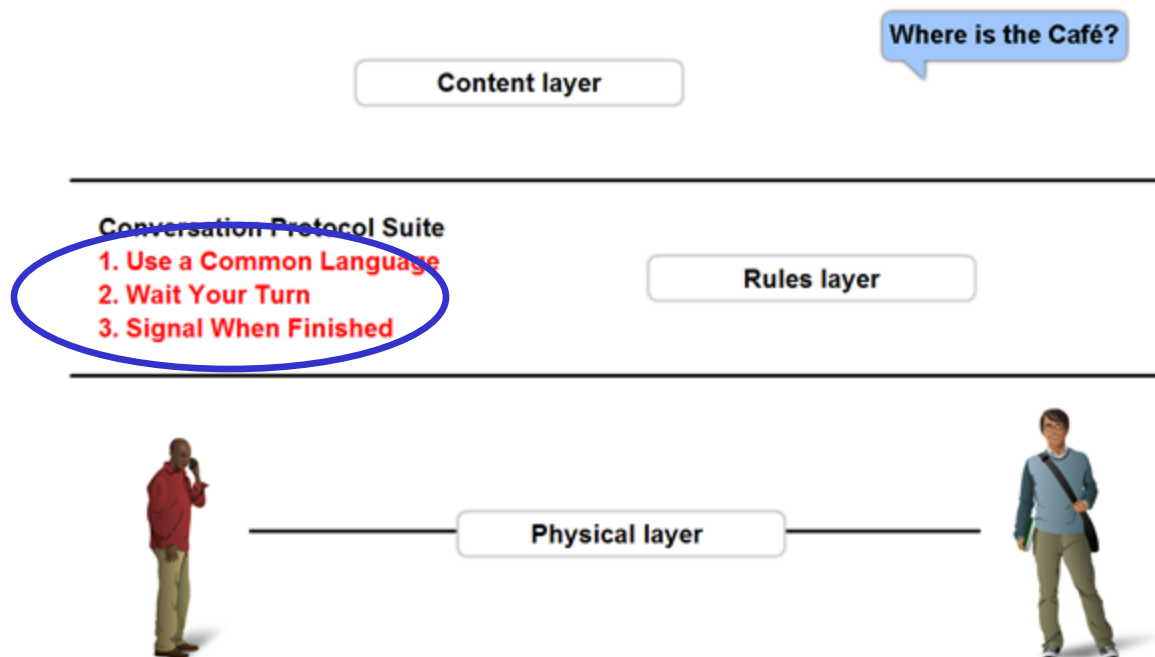 Where is the Café?
Content layer
Conversation Protocol Suite
1. Use a Common Language
2. Wait Your Turn
3. Signal When Finished
Rules layer
Physical layer